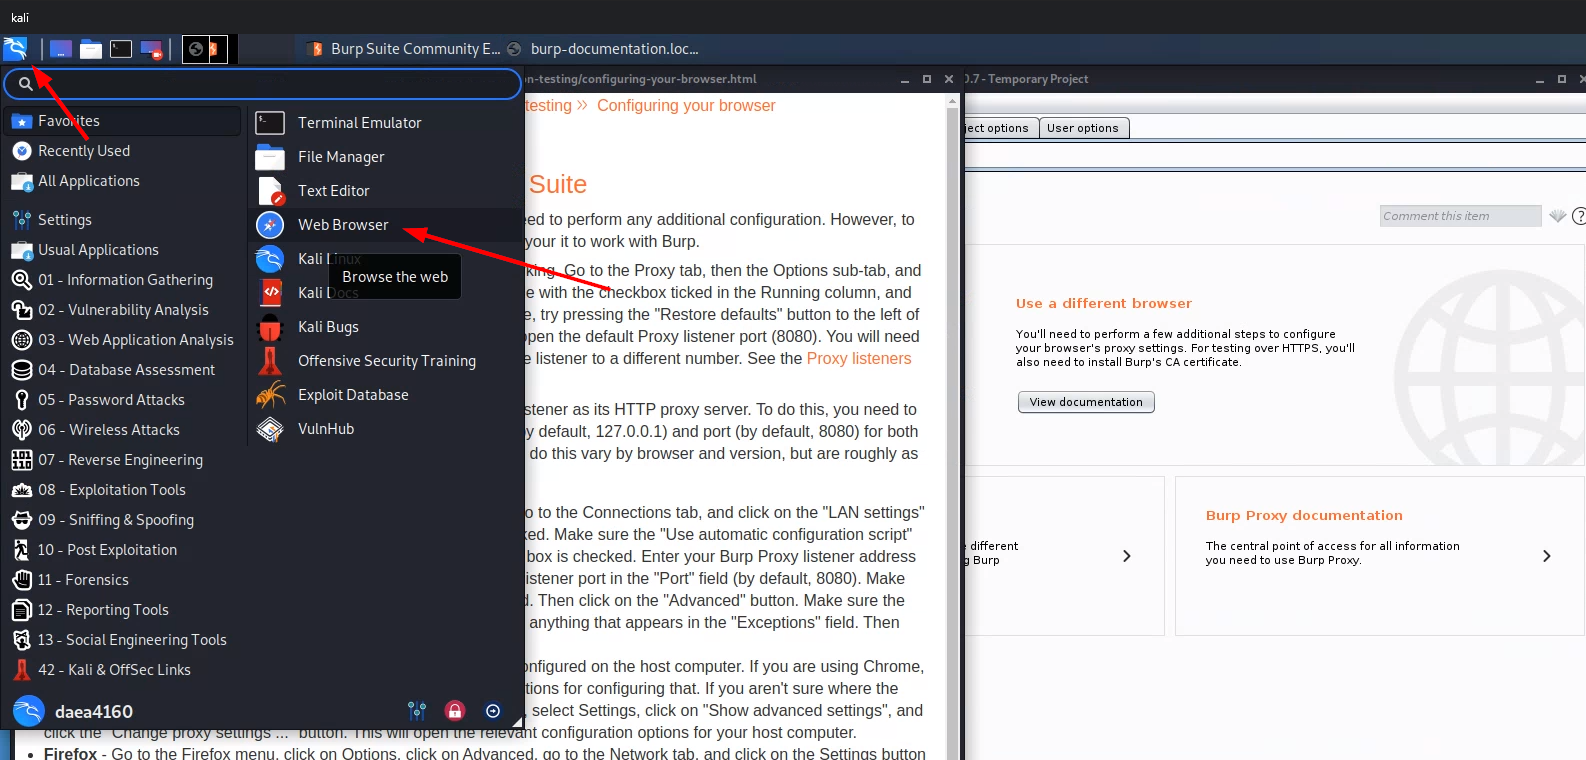 kali
Burp Suite Community E...
burp-documentation.loc...
n-testing/configuring-your-browser.html
0.7 - Temporary Project
Favorites
Recently Used
All Applications
Settings
Usual Applications
01 - Information Gathering
02 - Vulnerability Analysis
03 - Web Application Analysis
04 - Database Assessment
05 - Password Attacks
06 - Wireless Attacks
07 - Reverse Engineering
08 - Exploitation Tools
09 - Sniffing & Spoofing
10 - Post Exploitation
11 - Forensics
12 - Reporting Tools
13 - Social Engineering Tools
42 - Kali & OffSec Links
daea4160
Terminal Emulator
File Manager
Text Editor
Web Browser
Kali Linux
Browse the web
Kali Docs
Kali Bugs
Offensive Security Training
Exploit Database
VulnHub
testing » Configuring your browser
Suite
eed to perform any additional configuration. However, to
your it to work with Burp.
king. Go to the Proxy tab, then the Options sub-tab, and
e with the checkbox ticked in the Running column, and
e, try pressing the "Restore defaults" button to the left of
open the default Proxy listener port (8080). You will need
e listener to a different number. See the Proxy listeners
stener as its HTTP proxy server. To do this, you need to
y default, 127.0.0.1) and port (by default, 8080) for both
do this vary by browser and version, but are roughly as
o to the Connections tab, and click on the "LAN settings"
ked. Make sure the "Use automatic configuration script"
box is checked. Enter your Burp Proxy listener address
istener port in the "Port" field (by default, 8080). Make
d. Then click on the "Advanced" button. Make sure the
anything that appears in the "Exceptions" field. Then
onfigured on the host computer. If you are using Chrome,
tions for configuring that. If you aren't sure where the
, select Settings, click on "Show advanced settings", and
click the "Change proxy settings ..." button. This will open the relevant configuration options for your host computer.
• Firefox - Go to the Firefox menu, click on Options, click on Advanced, go to the Network tab, and click on the Settings button
ject options
User options
Comment this item
?
Use a different browser
You'll need to perform a few additional steps to configure
your browser's proxy settings. For testing over HTTPS, you'll
also need to install Burp's CA certificate.
View documentation
e different
g Burp
Burp Proxy documentation
The central point of access for all information
you need to use Burp Proxy.